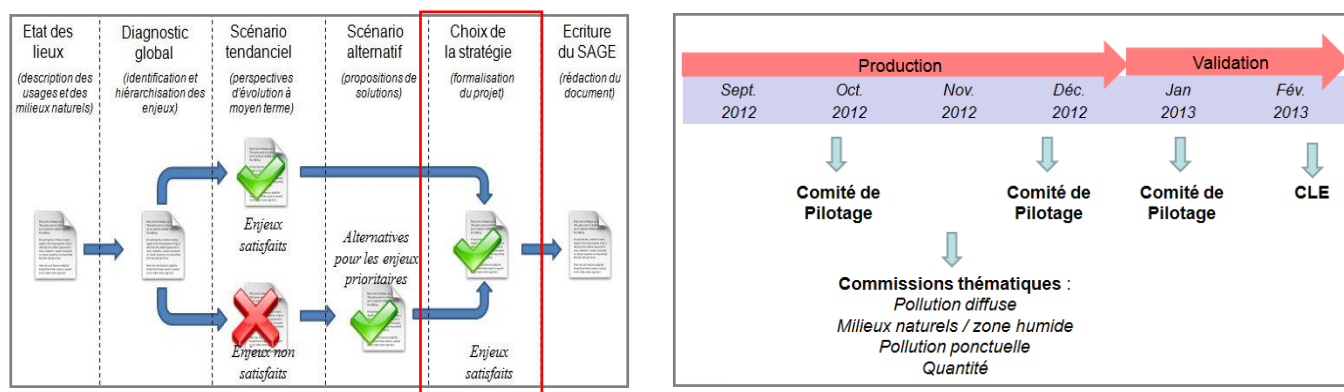 Etat des
lieux
(description des
usages et des
milieux naturels)
Diagnostic
global
(identification et
hiérarchisation des
enjeux)
Scénario
tendanciel
(perspectives
d'évolution à
moyen terme)
Scénario
alternatif
(propositions de
solutions)
Choix de
la stratégie
(formalisation
du projet)
Ecriture
du SAGE
(rédaction du
document)
Enjeux
satisfaits
Alternatives
pour les enjeux
prioritaires
Enjeux non
satisfaits
Enjeux
satisfaits
Production
Validation
Sept.
2012
Oct.
2012
Nov.
2012
Déc.
2012
Jan
2013
Fév.
2013
Comité de
Pilotage
Comité de
Pilotage
Comité de
Pilotage
CLE
Commissions thématiques :
Pollution diffuse
Milieux naturels / zone humide
Pollution ponctuelle
Quantité